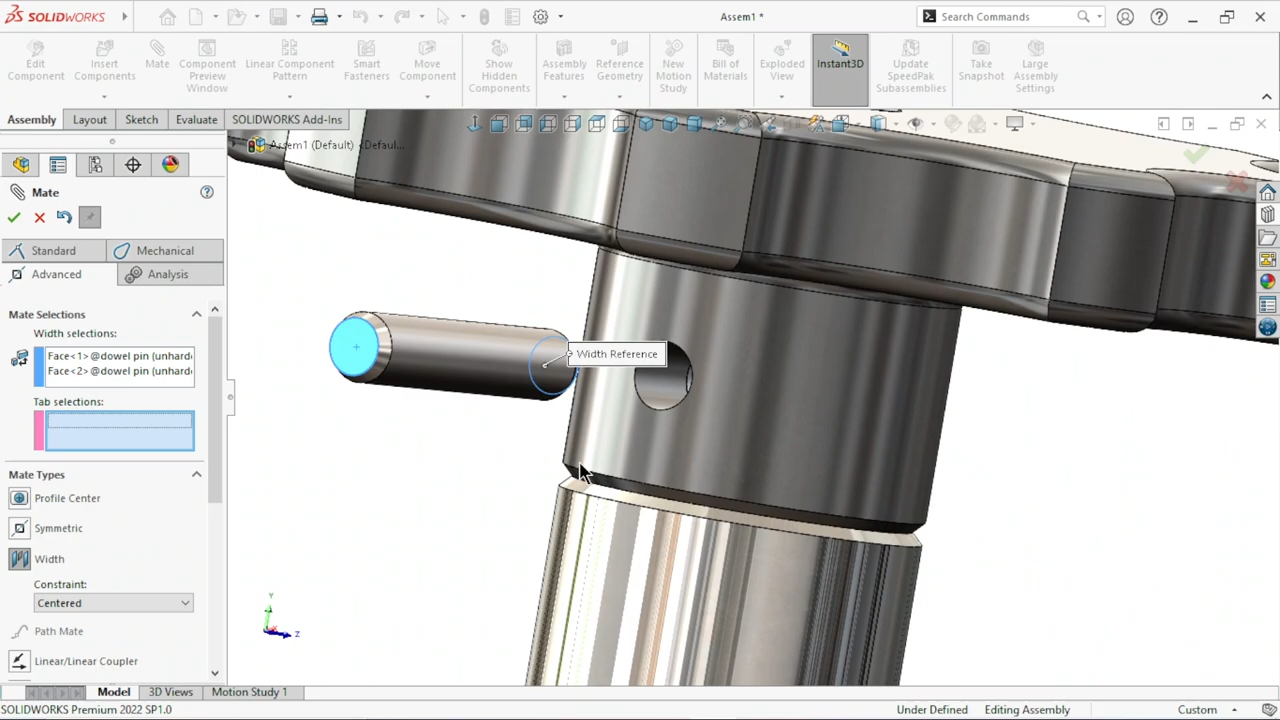 SOLIDWORKS
Assem1 *
Search Commands
Edit Component
Insert Components
Mate
Component Preview Window
Linear Component Pattern
Smart Fasteners
Move Component
Show Hidden Components
Assembly Features
Reference Geometry
New Motion Study
Bill of Materials
Exploded View
Instant3D
Update SpeedPak Subassemblies
Take Snapshot
Large Assembly Settings
Assembly
Layout
Sketch
Evaluate
SOLIDWORKS Add-Ins
Assem1 (Default) <Defaul...
Mate
Standard
Mechanical
Advanced
Analysis
Mate Selections
Width selections:
Face<1>@dowel pin (unhard
Face<2>@dowel pin (unhard
Tab selections:
Width Reference
Mate Types
Profile Center
Symmetric
Width
Constraint:
Centered
Path Mate
Linear/Linear Coupler
Y
Z
Model
3D Views
Motion Study 1
SOLIDWORKS Premium 2022 SP1.0
Under Defined
Editing Assembly
Custom